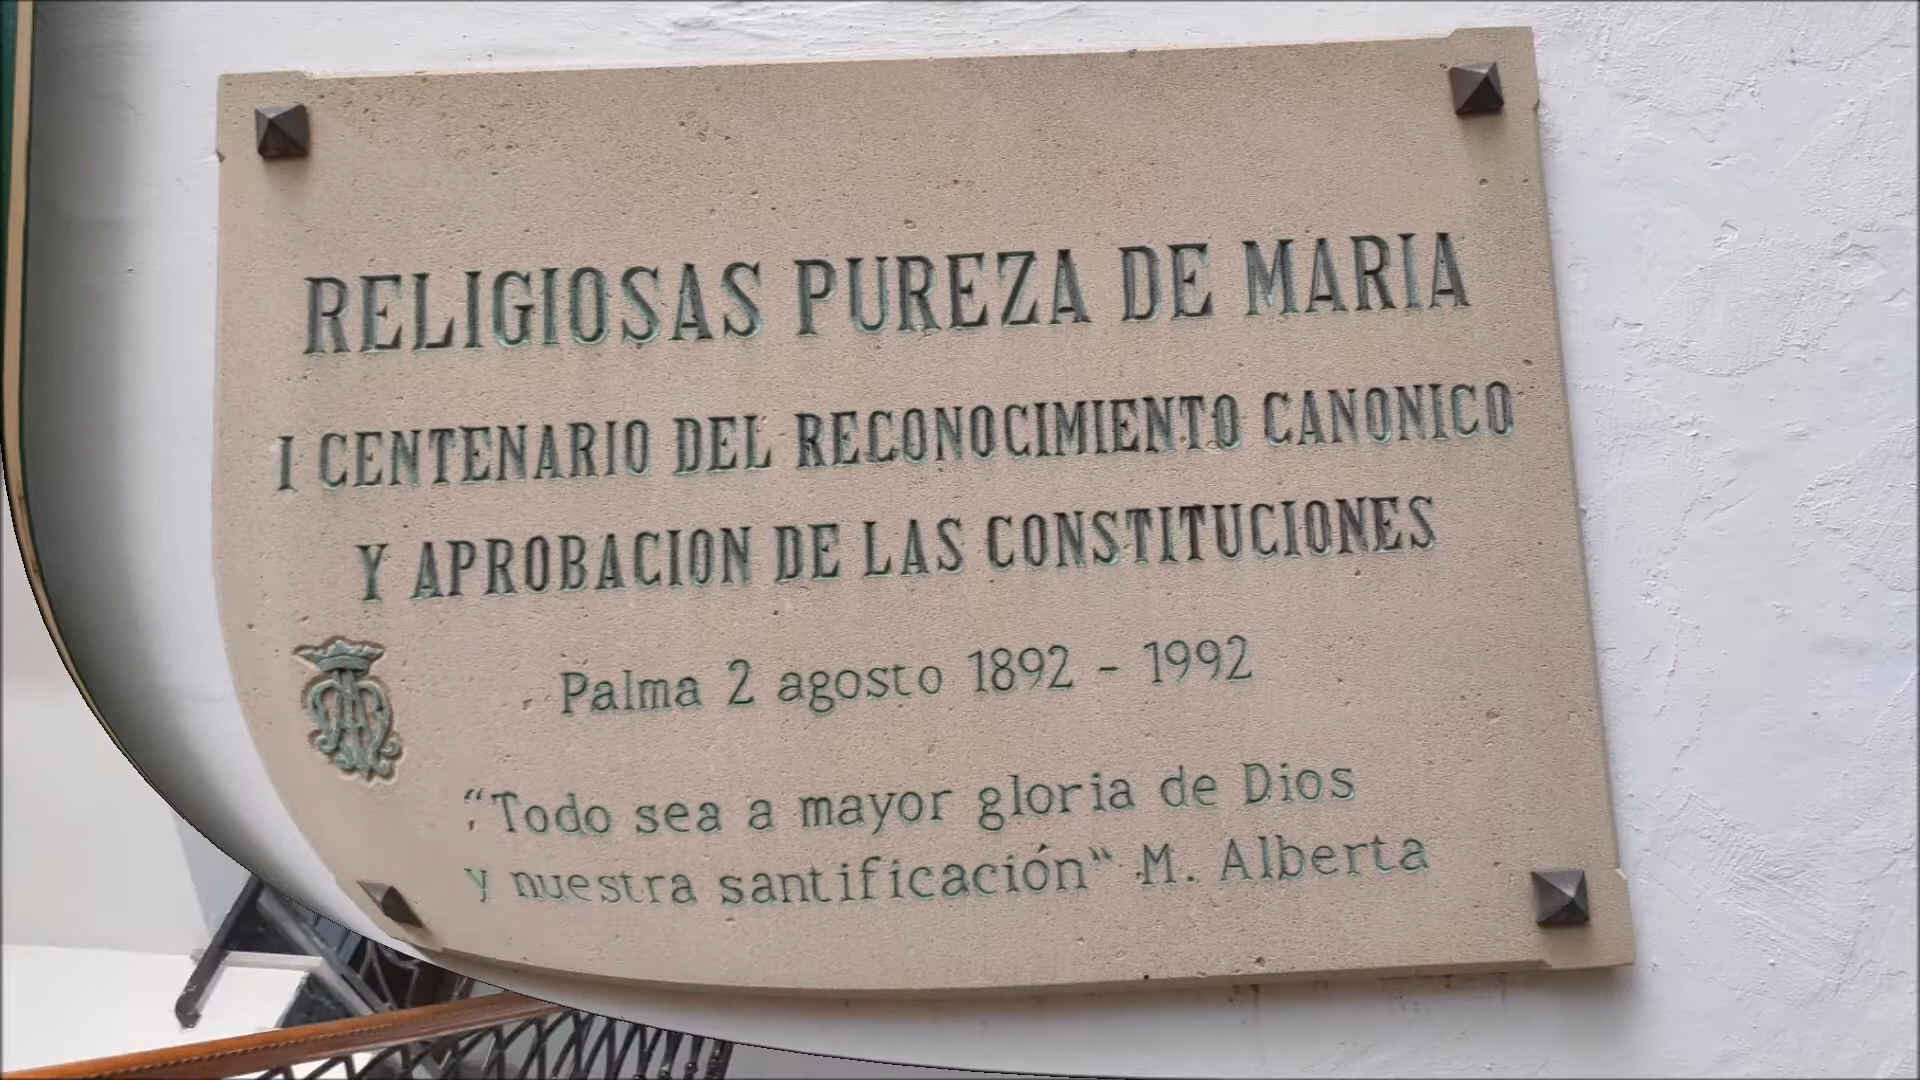 RELIGIOSAS PUREZA DE MARIA
I CENTENARIO DEL RECONOCIMIENTO CANONICO
Y APROBACION DE LAS CONSTITUCIONES
Palma 2 agosto 1892 - 1992
“Todo sea a mayor gloria de Dios
y nuestra santificación“ M. Alberta